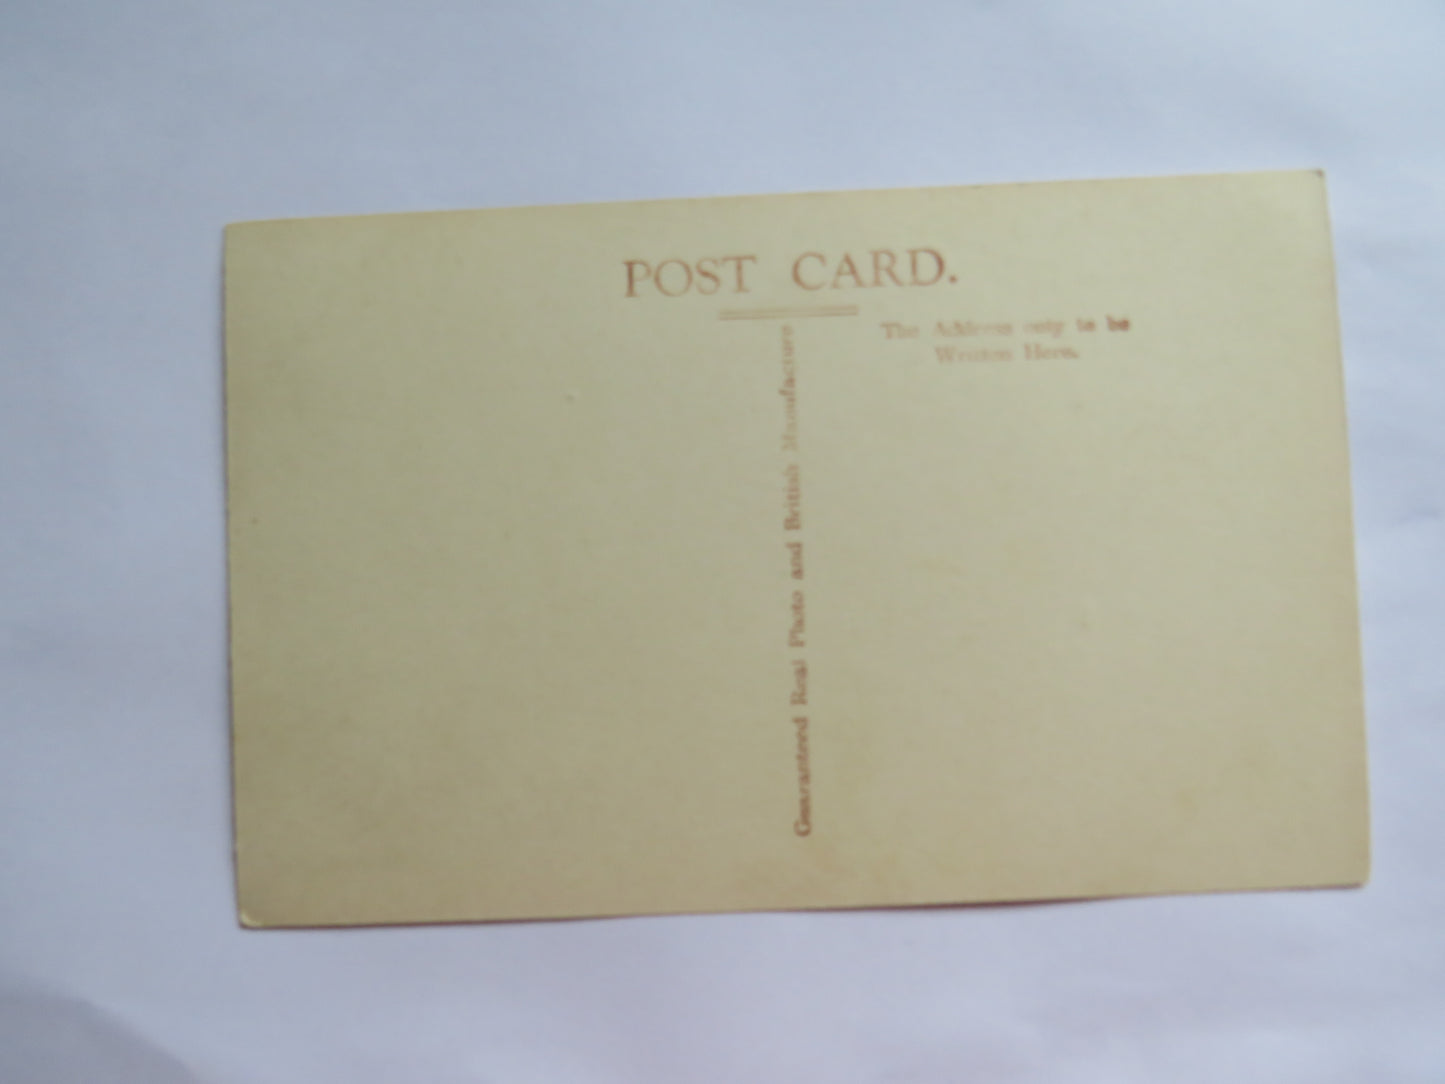 POST CARD.
The Address only to be
Written Here.
Guaranteed Real Photo and British Manufacture